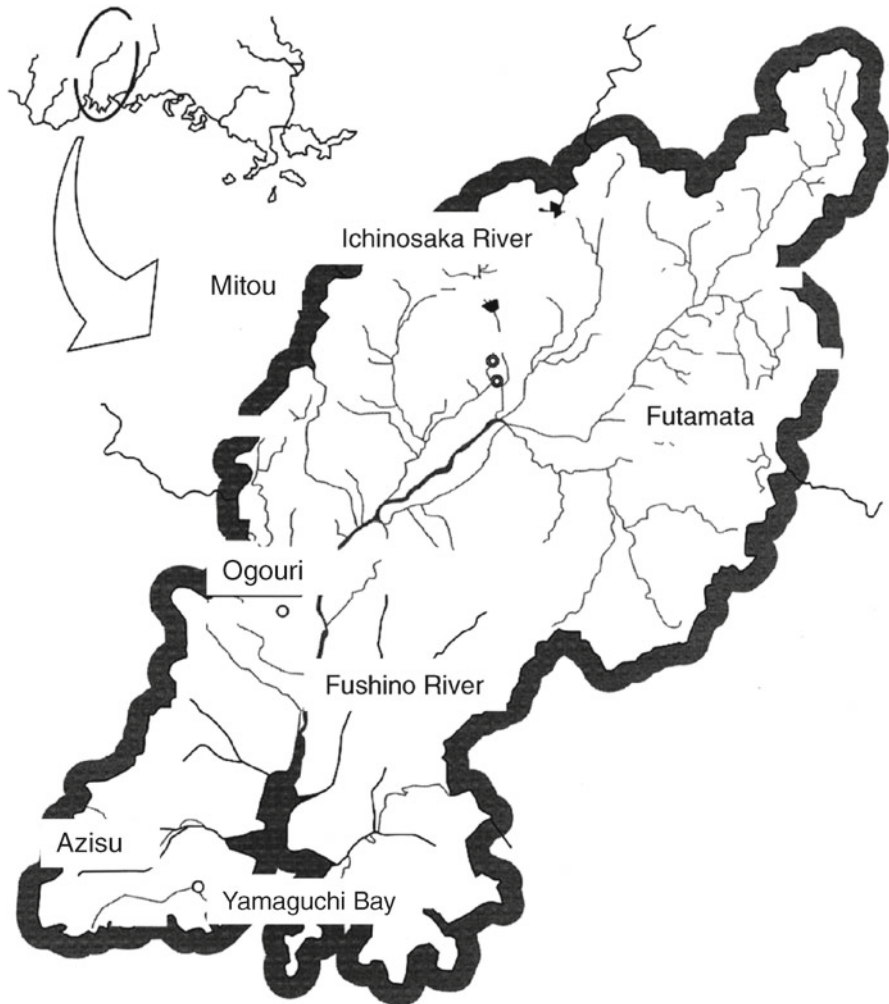 Ichinosaka River
Mitou
Futamata
Ogouri
Fushino River
Azisu
Yamaguchi Bay